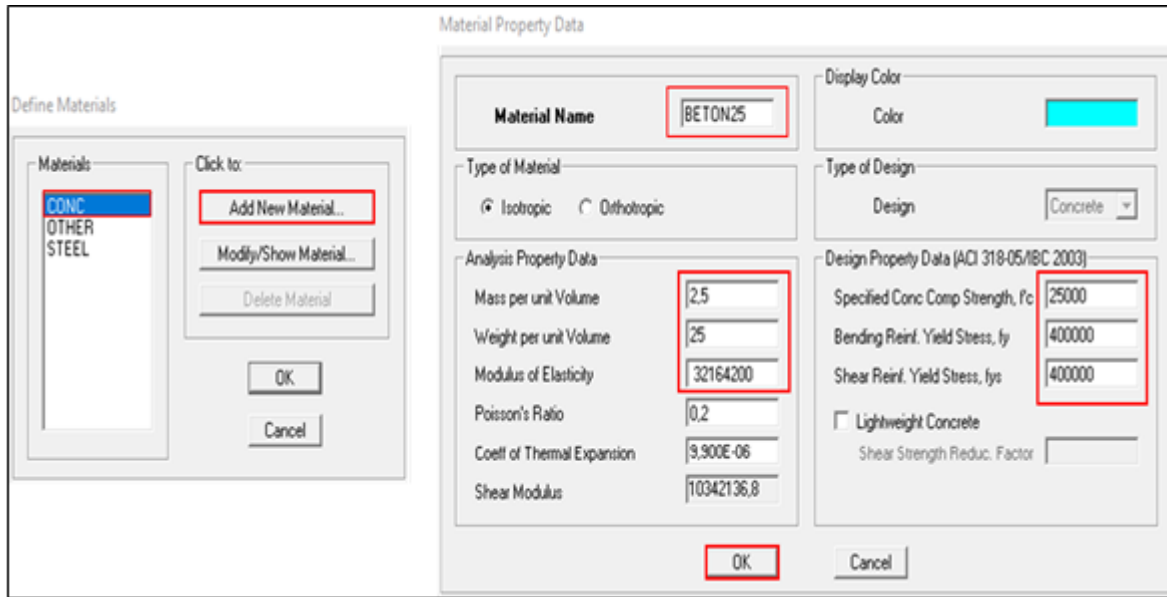 Define Materials
Materials
CONC
OTHER
STEEL
Click to:
Add New Material...
Modify/Show Material...
Delete Material
OK
Cancel
Material Property Data
Material Name BETON25
Display Color
Color
Type of Material
Isotropic Orthotropic
Type of Design
Design Concrete
Analysis Property Data
Mass per unit Volume 2,5
Weight per unit Volume 25
Modulus of Elasticity 32164200
Poisson's Ratio 0,2
Coeff of Thermal Expansion 9,900E-06
Shear Modulus 10342136,8
Design Property Data (ACI 318-05/IBC 2003)
Specified Conc Comp Strength, f'c 25000
Bending Reinf. Yield Stress, fy 400000
Shear Reinf. Yield Stress, fys 400000
Lightweight Concrete
Shear Strength Reduc. Factor
OK
Cancel